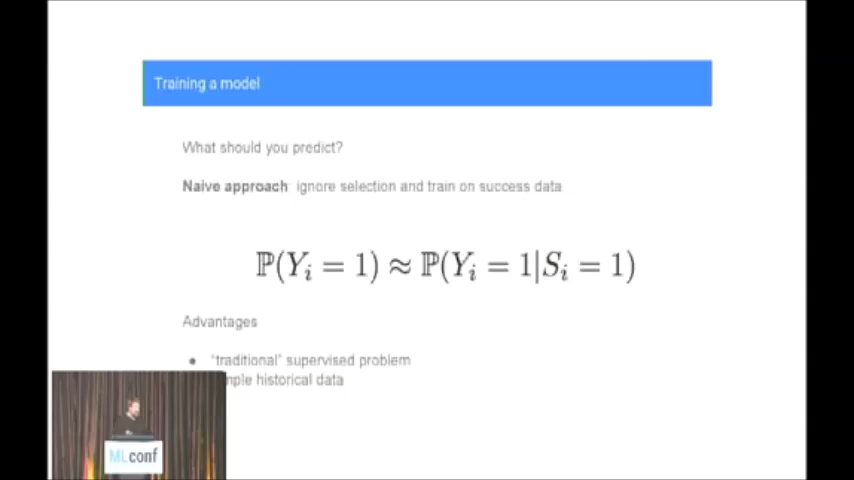 Training a model
What should you predict?
Naive approach ignore selection and train on success data
ℙ(Yᵢ = 1) ≈ ℙ(Yᵢ = 1|Sᵢ = 1)
Advantages
● "traditional" supervised problem
historical data
MLconf